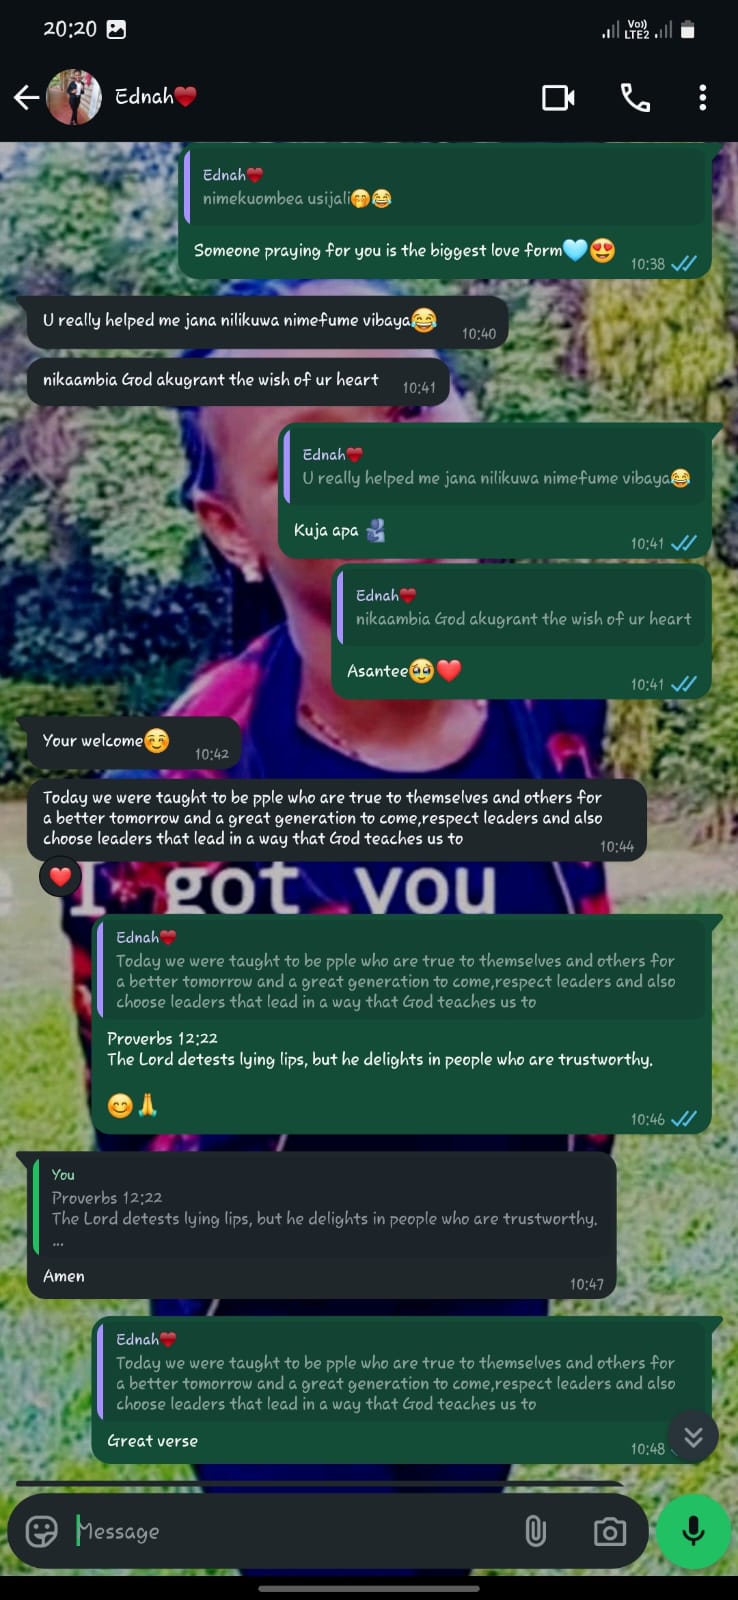 20:20
Vo))
LTE2
Ednah❤️
Ednah❤️
nimekuombea usijali🤭😂
Someone praying for you is the biggest love form🩵😍
10:38
U really helped me jana nilikuwa nimefume vibaya😂
10:40
nikaambia God akugrant the wish of ur heart
10:41
Ednah❤️
U really helped me jana nilikuwa nimefume vibaya😂
Kuja apa 🫂
10:41
Ednah❤️
nikaambia God akugrant the wish of ur heart
Asantee🥹❤️
10:41
Your welcome☺️
10:42
Today we were taught to be pple who are true to themselves and others for
a better tomorrow and a great generation to come,respect leaders and also
choose leaders that lead in a way that God teaches us to
10:44
❤️
I got you
Ednah❤️
Today we were taught to be pple who are true to themselves and others for
a better tomorrow and a great generation to come,respect leaders and also
choose leaders that lead in a way that God teaches us to
Proverbs 12:22
The Lord detests lying lips, but he delights in people who are trustworthy.
😊🙏
10:46
You
Proverbs 12:22
The Lord detests lying lips, but he delights in people who are trustworthy.
...
Amen
10:47
Ednah❤️
Today we were taught to be pple who are true to themselves and others for
a better tomorrow and a great generation to come,respect leaders and also
choose leaders that lead in a way that God teaches us to
Great verse
10:48
Message